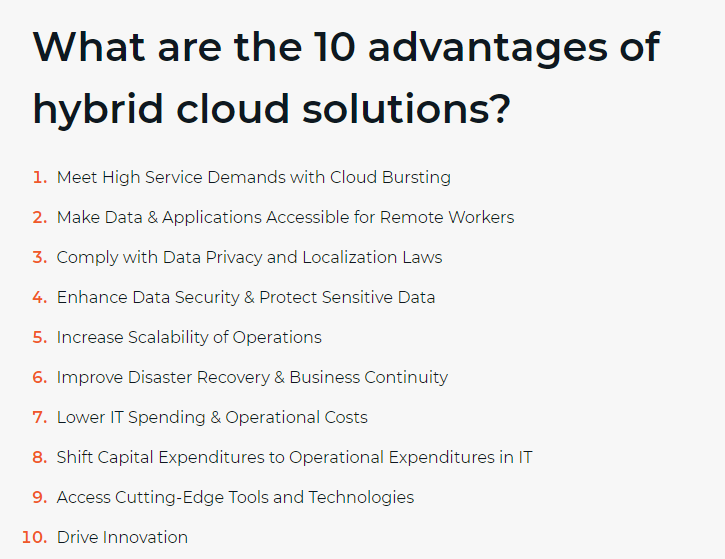 What are the 10 advantages of
hybrid cloud solutions?
1. Meet High Service Demands with Cloud Bursting
2. Make Data & Applications Accessible for Remote Workers
3. Comply with Data Privacy and Localization Laws
4. Enhance Data Security & Protect Sensitive Data
5. Increase Scalability of Operations
6. Improve Disaster Recovery & Business Continuity
7. Lower IT Spending & Operational Costs
8. Shift Capital Expenditures to Operational Expenditures in IT
9. Access Cutting-Edge Tools and Technologies
10. Drive Innovation